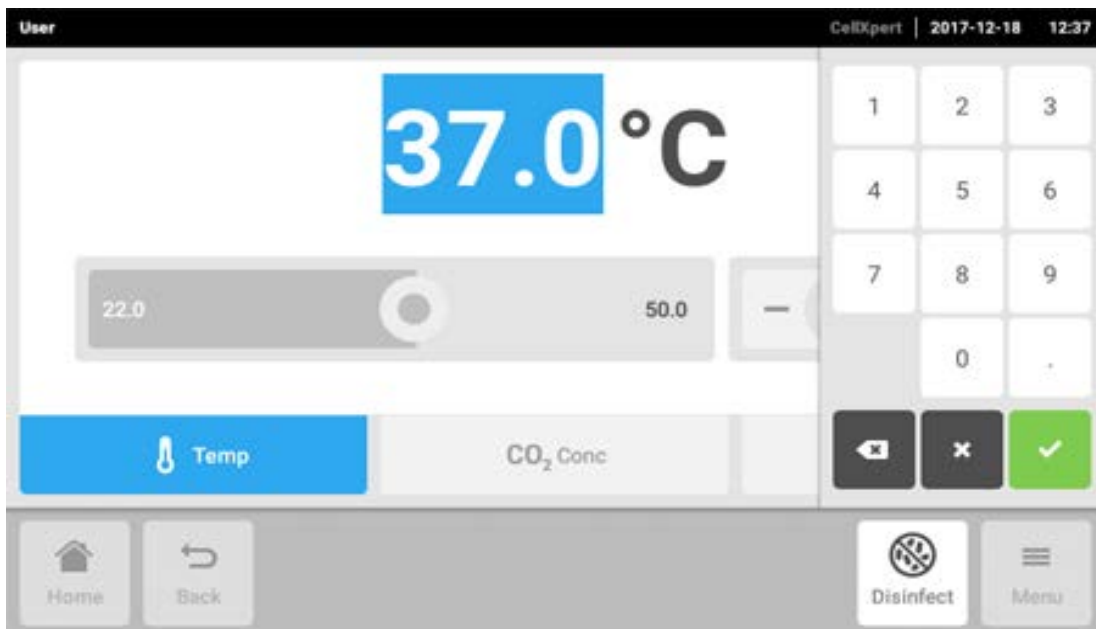 User CellXpert 2017-12-18 12:37
37.0 °C
22.0 50.0 −
Temp CO₂ Conc
1 2 3
4 5 6
7 8 9
0 .
Home Back Disinfect Menu